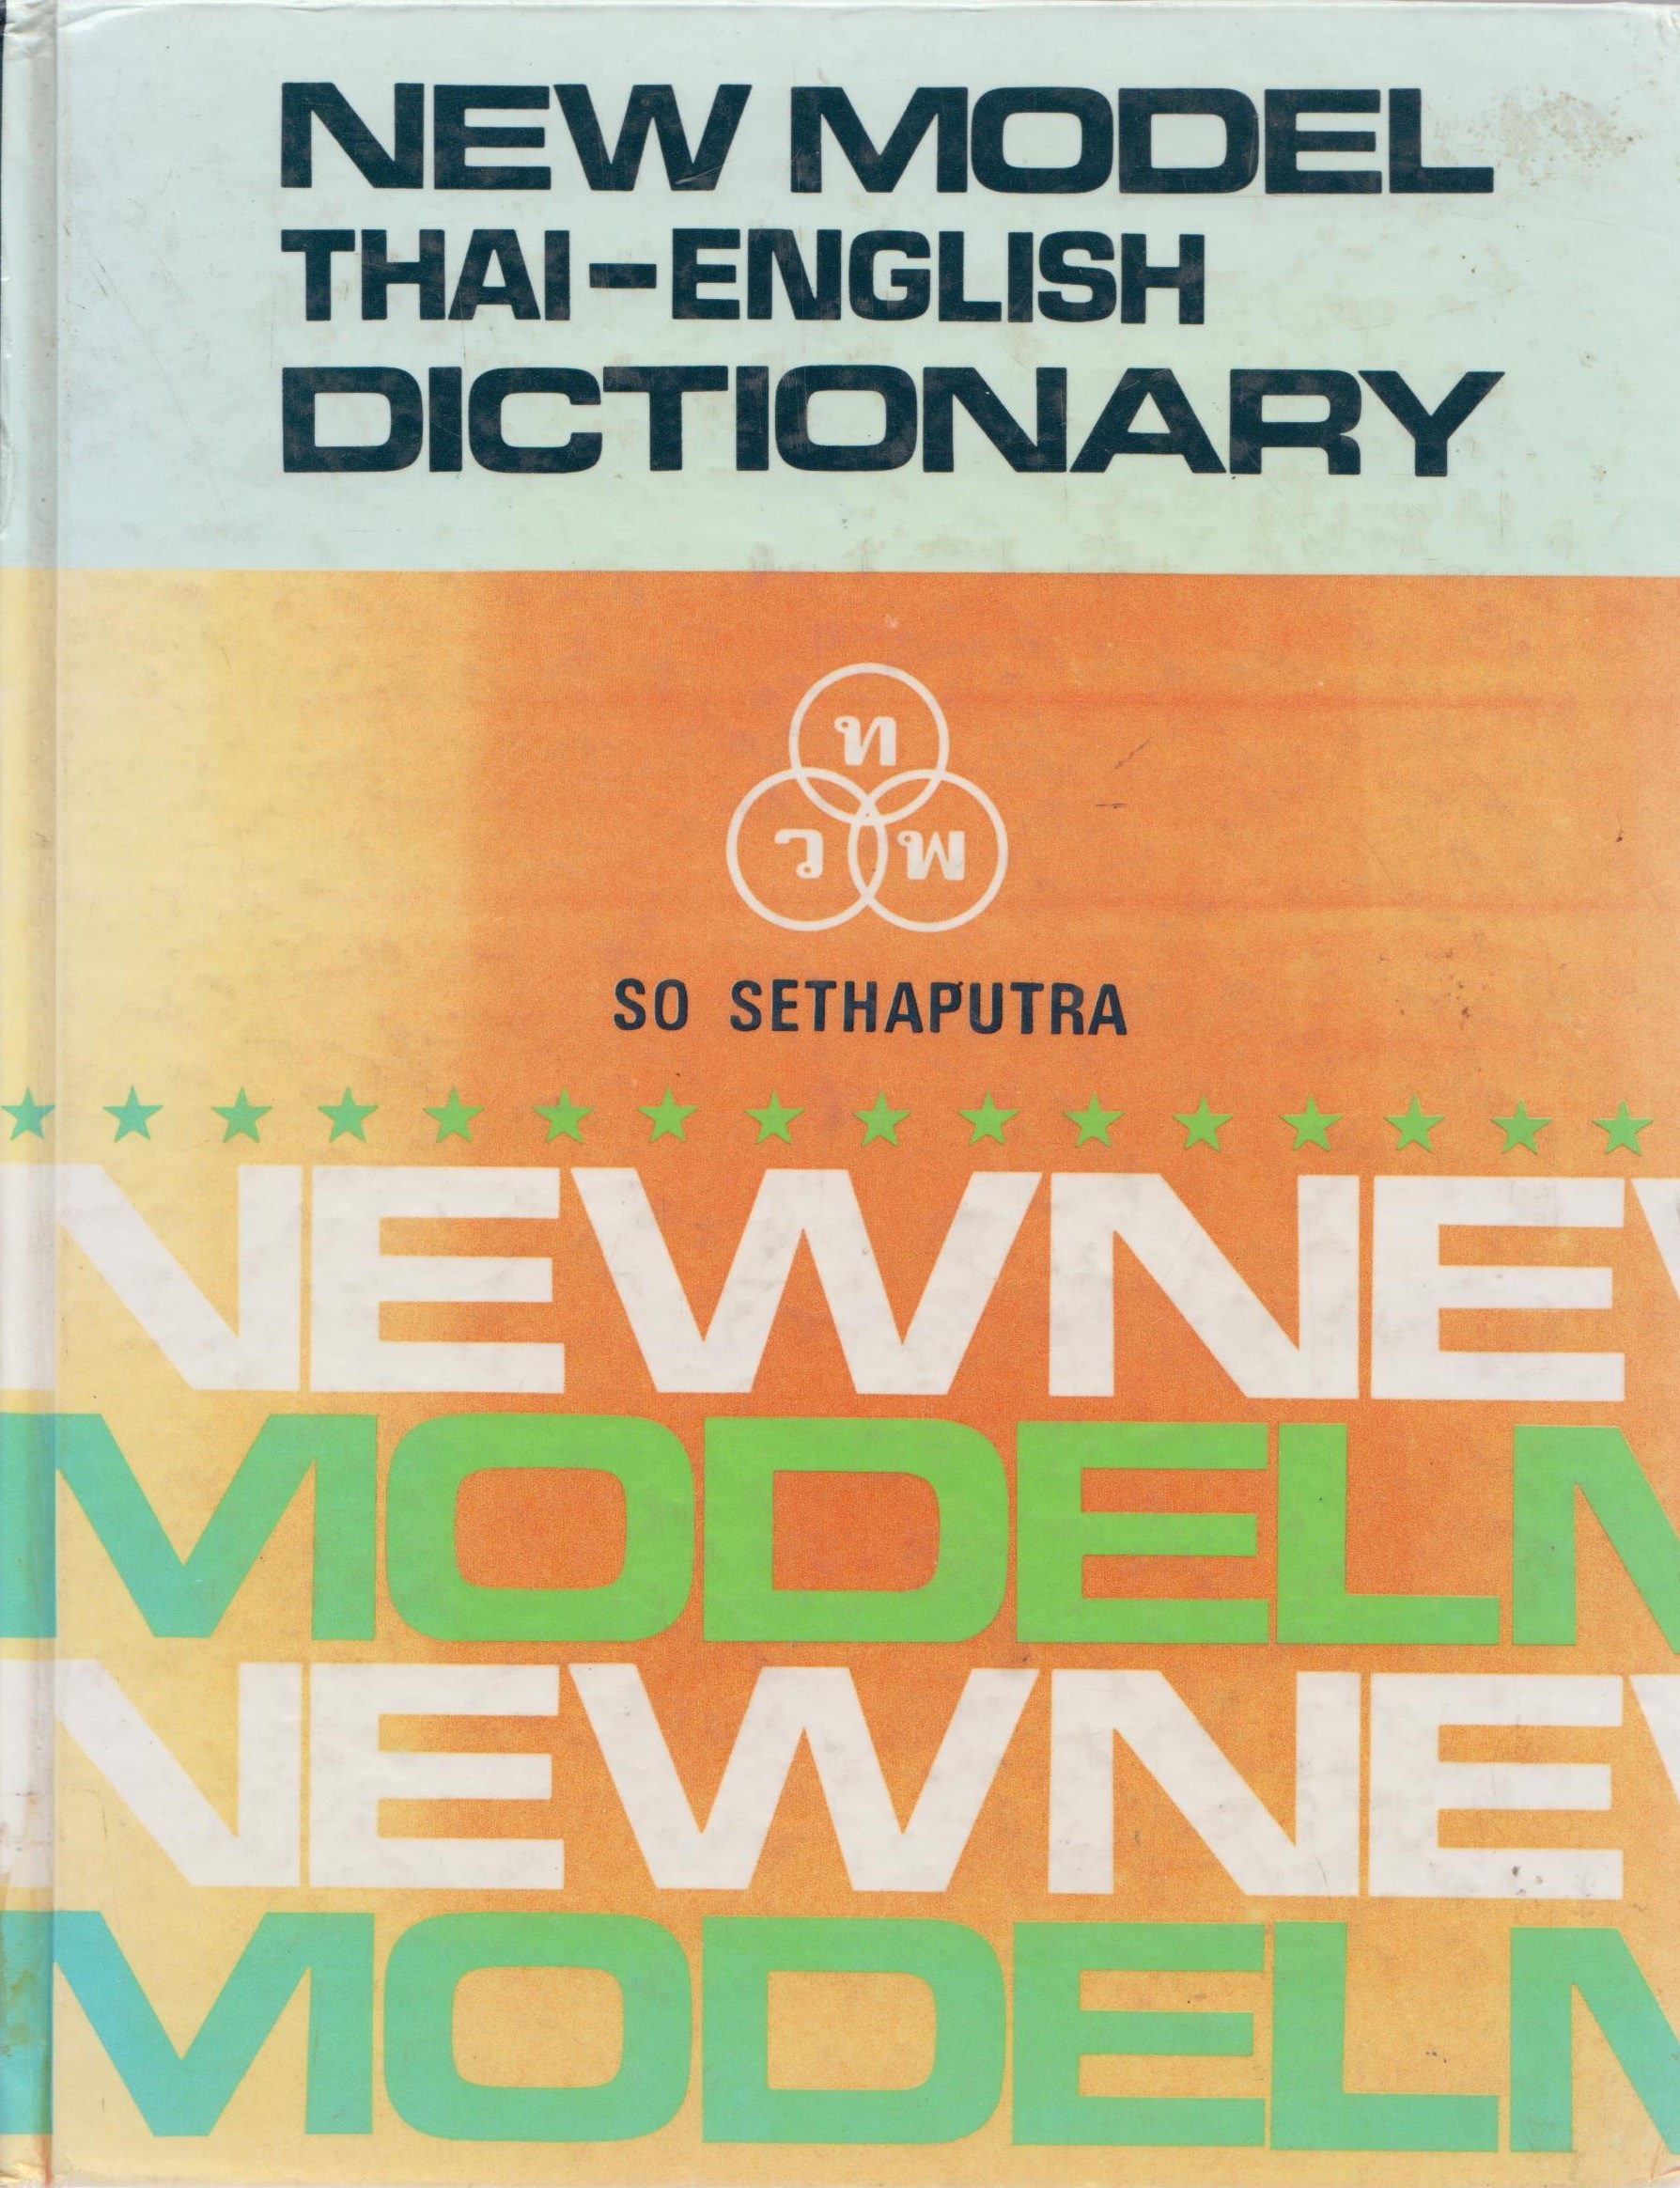 NEW MODEL
THAI-ENGLISH
DICTIONARY
ท
ว พ
SO SETHAPUTRA
NEWNEW
MODELM
NEWNEW
MODELM